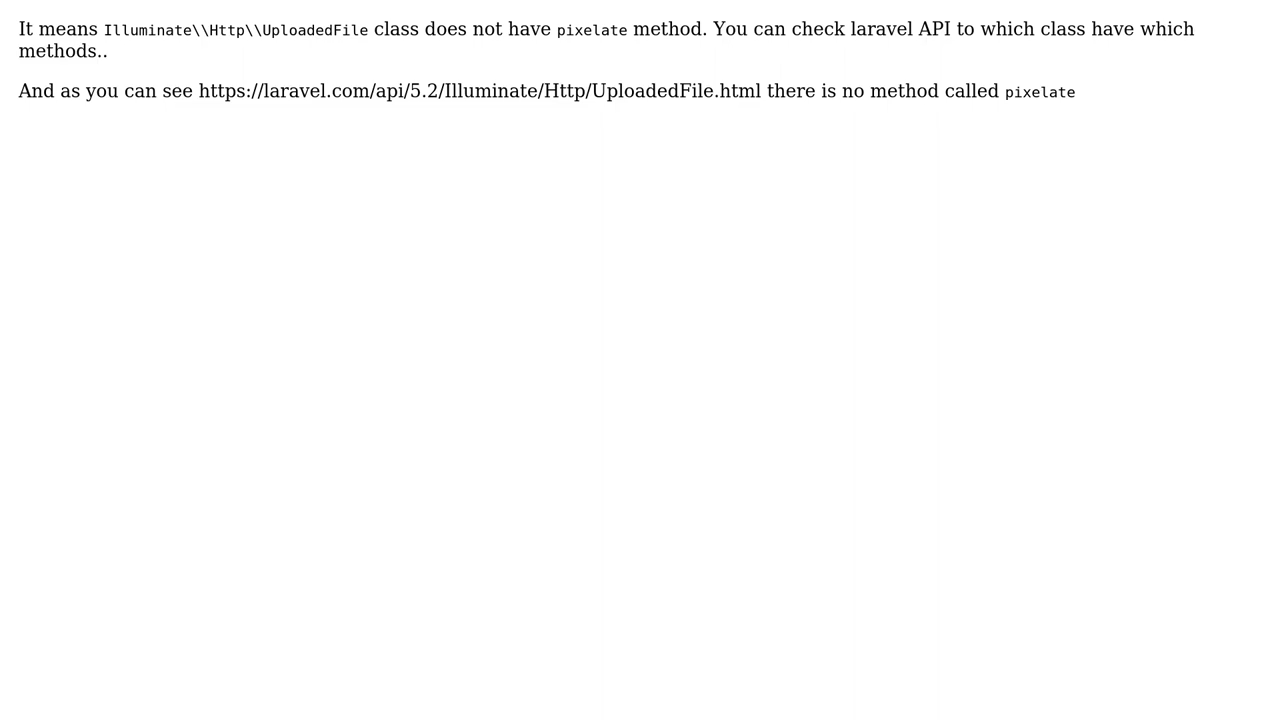 It means Illuminate\\Http\\UploadedFile class does not have pixelate method. You can check laravel API to which class have which
methods..
And as you can see https://laravel.com/api/5.2/Illuminate/Http/UploadedFile.html there is no method called pixelate